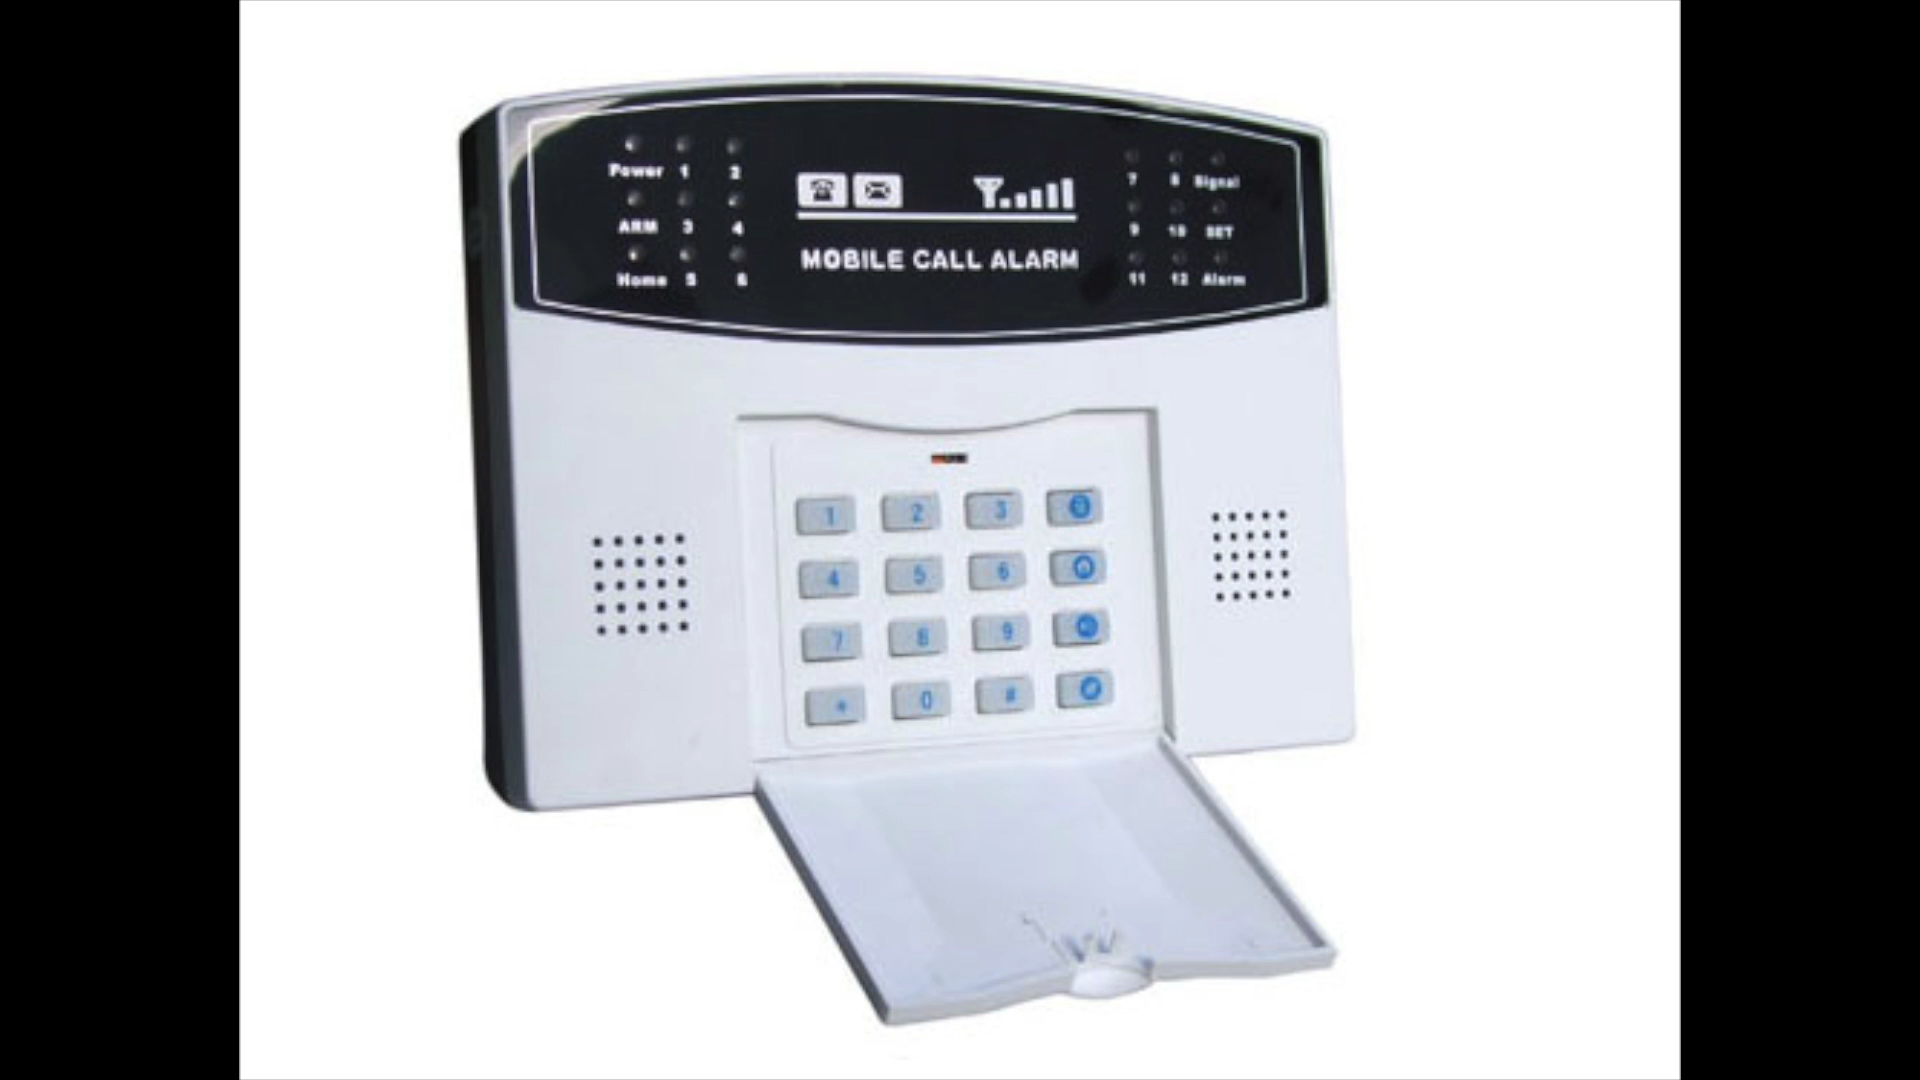 Power 1 2
ARM 3 4
Home 5 6
MOBILE CALL ALARM
7 8 Signal
9 10 SET
11 12 Alarm
1 2 3
4 5 6
7 8 9
* 0 #